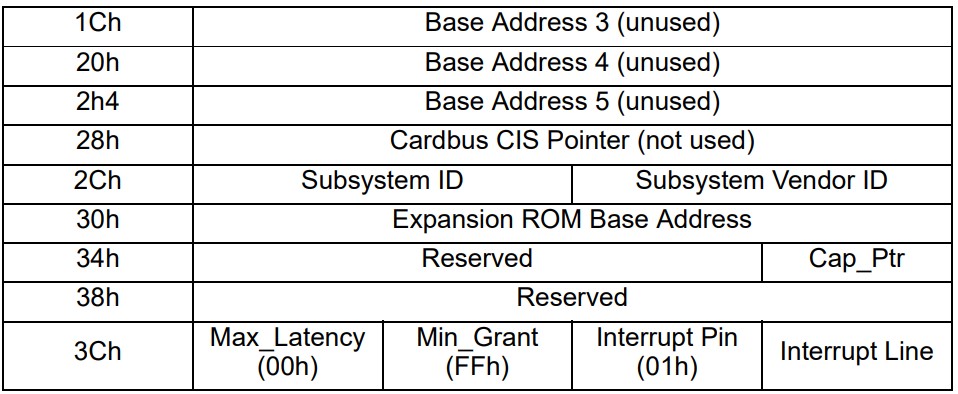 1Ch Base Address 3 (unused)
20h Base Address 4 (unused)
2h4 Base Address 5 (unused)
28h Cardbus CIS Pointer (not used)
2Ch Subsystem ID Subsystem Vendor ID
30h Expansion ROM Base Address
34h Reserved Cap_Ptr
38h Reserved
3Ch Max_Latency (00h) Min_Grant (FFh) Interrupt Pin (01h) Interrupt Line